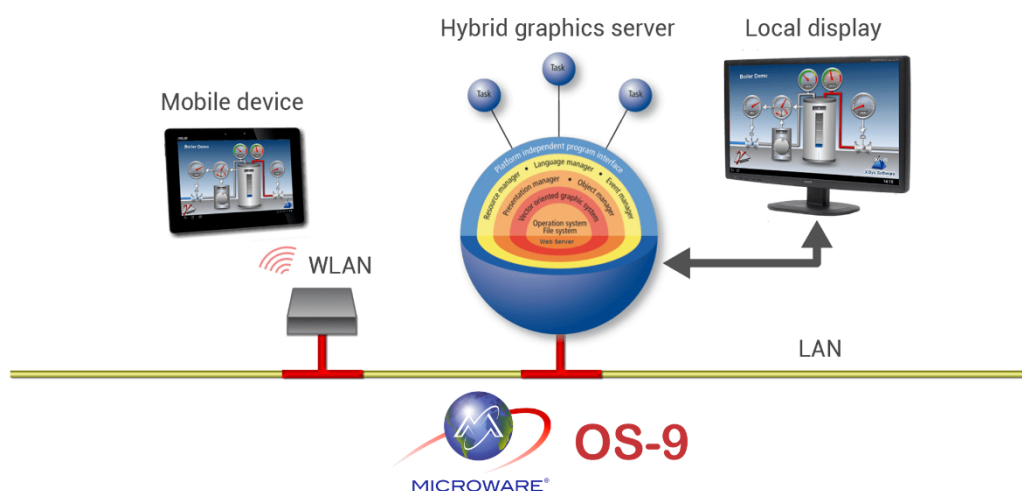 Hybrid graphics server
Local display
Mobile device
Task
Task
Task
Boiler Demo
Boiler Demo
Platform independent program interface
Resource manager • Language manager • Event manager
Presentation manager • Object manager
Vector oriented graphic system
Operation system
File system
Web Server
WLAN
LAN
MICROWARE®
OS-9